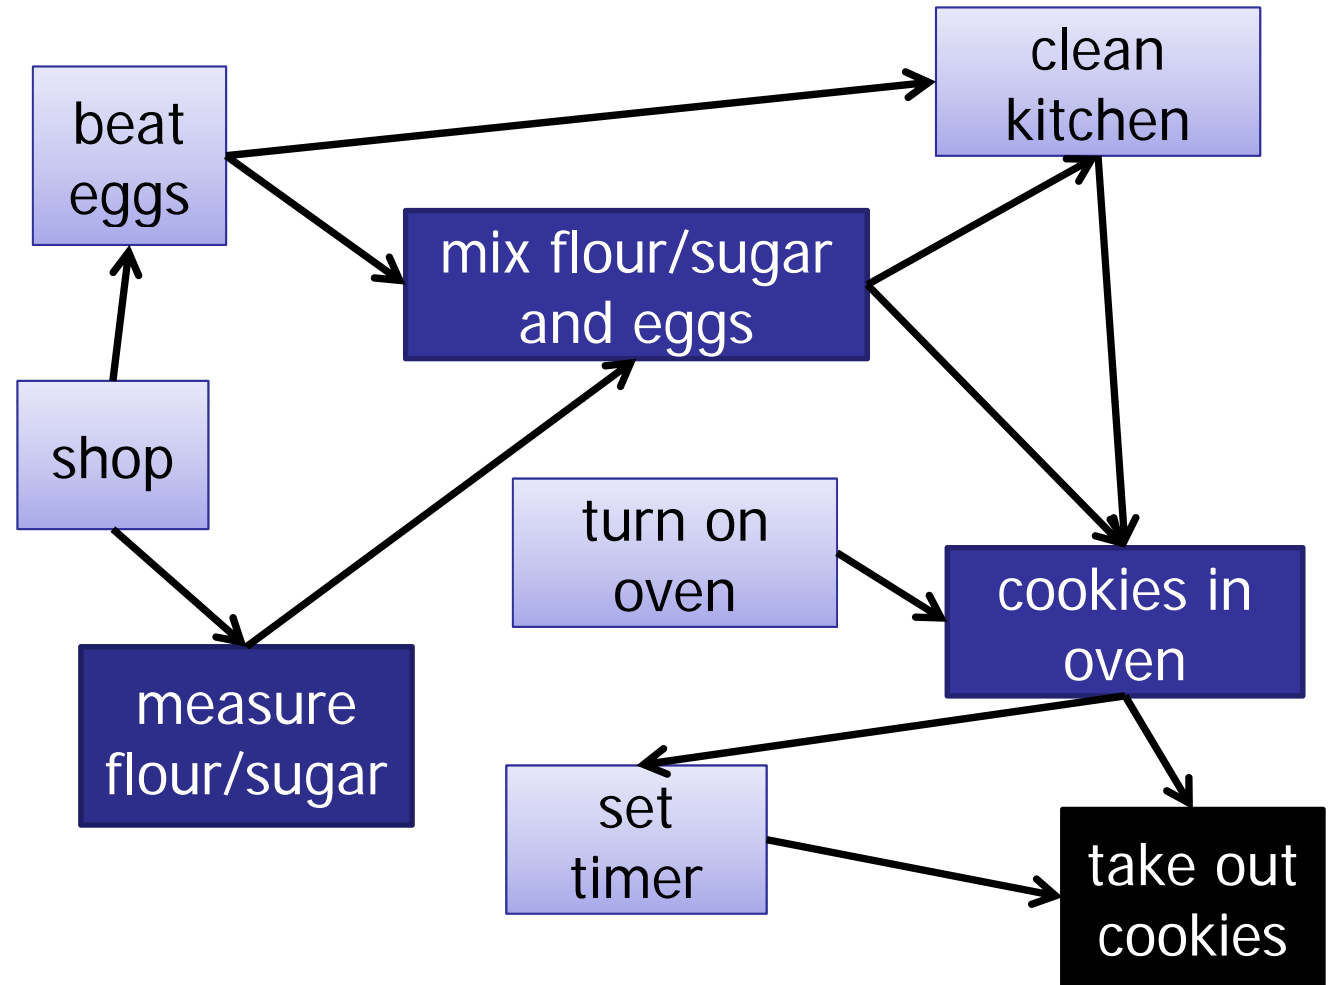 clean
kitchen
beat
eggs
mix flour/sugar
and eggs
shop
turn on
oven
cookies in
oven
measure
flour/sugar
set
timer
take out
cookies